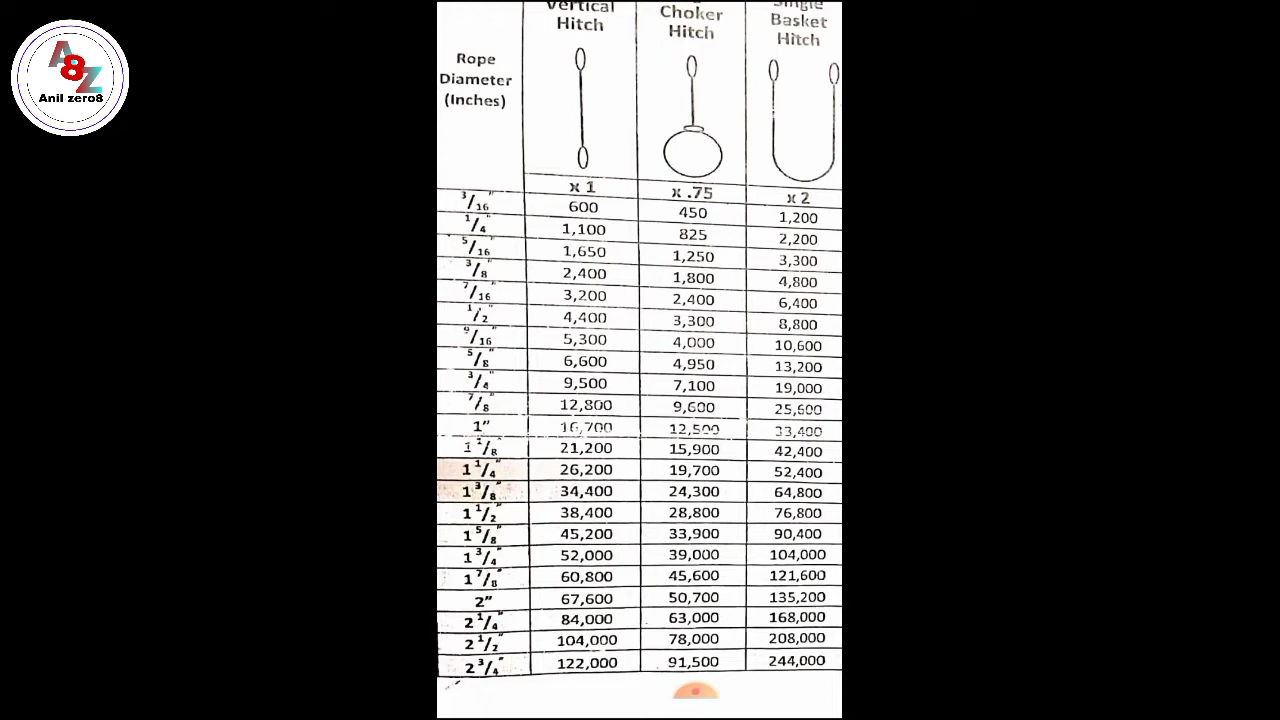 A8Z
Anil zero8
Vertical Hitch
Choker Hitch
Single Basket Hitch
Rope Diameter (Inches)
x 1 x .75 x 2
3/16" 600 450 1,200
1/4" 1,100 825 2,200
5/16" 1,650 1,250 3,300
3/8" 2,400 1,800 4,800
7/16" 3,200 2,400 6,400
1/2" 4,400 3,300 8,800
9/16" 5,300 4,000 10,600
5/8" 6,600 4,950 13,200
3/4" 9,500 7,100 19,000
7/8" 12,800 9,600 25,600
1" 16,700 12,500 33,400
1 1/8" 21,200 15,900 42,400
1 1/4" 26,200 19,700 52,400
1 3/8" 34,400 24,300 64,800
1 1/2" 38,400 28,800 76,800
1 5/8" 45,200 33,900 90,400
1 3/4" 52,000 39,000 104,000
1 7/8" 60,800 45,600 121,600
2" 67,600 50,700 135,200
2 1/4" 84,000 63,000 168,000
2 1/2" 104,000 78,000 208,000
2 3/4" 122,000 91,500 244,000